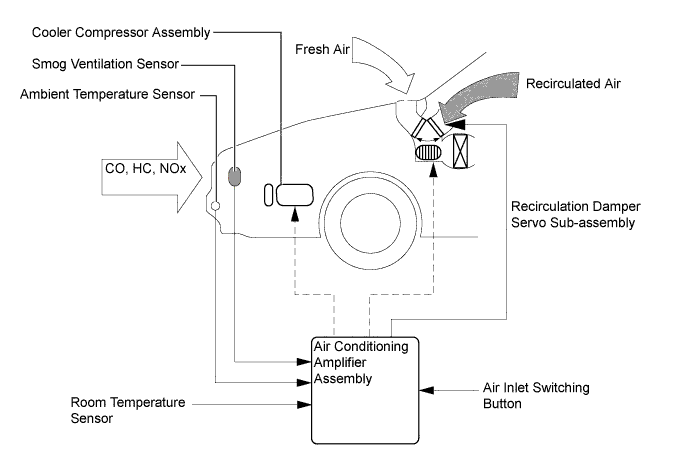 Cooler Compressor Assembly
Fresh Air
Smog Ventilation Sensor
Recirculated Air
Ambient Temperature Sensor
CO, HC, NOx
Recirculation Damper
Servo Sub-assembly
Air Conditioning
Amplifier
Assembly
Room Temperature
Sensor
Air Inlet Switching
Button